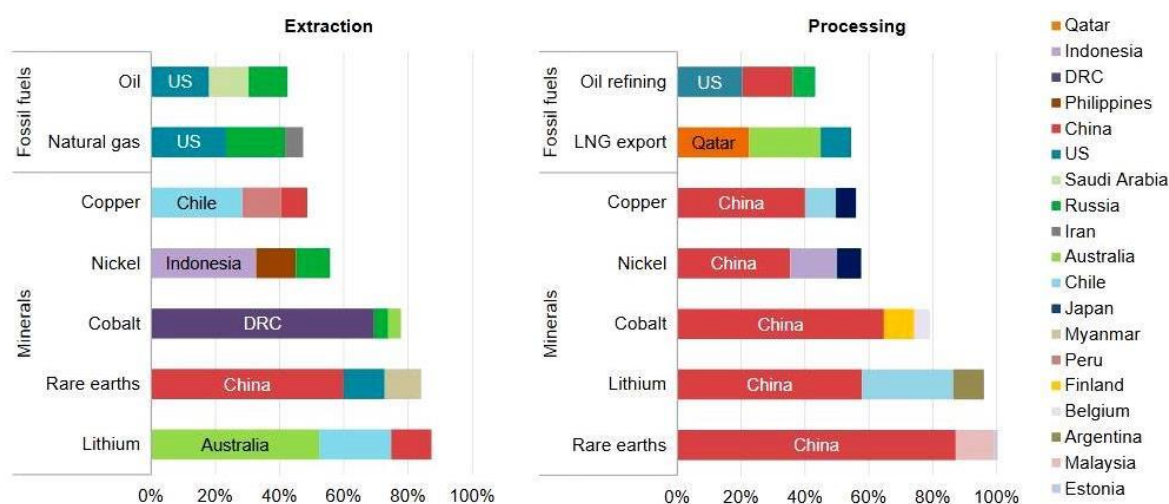 Extraction
Fossil fuels
Oil
US
Natural gas
US
Minerals
Copper
Chile
Nickel
Indonesia
Cobalt
DRC
Rare earths
China
Lithium
Australia
0% 20% 40% 60% 80% 100%
Processing
Fossil fuels
Oil refining
US
LNG export
Qatar
Minerals
Copper
China
Nickel
China
Cobalt
China
Lithium
China
Rare earths
China
0% 20% 40% 60% 80% 100%
Qatar
Indonesia
DRC
Philippines
China
US
Saudi Arabia
Russia
Iran
Australia
Chile
Japan
Myanmar
Peru
Finland
Belgium
Argentina
Malaysia
Estonia